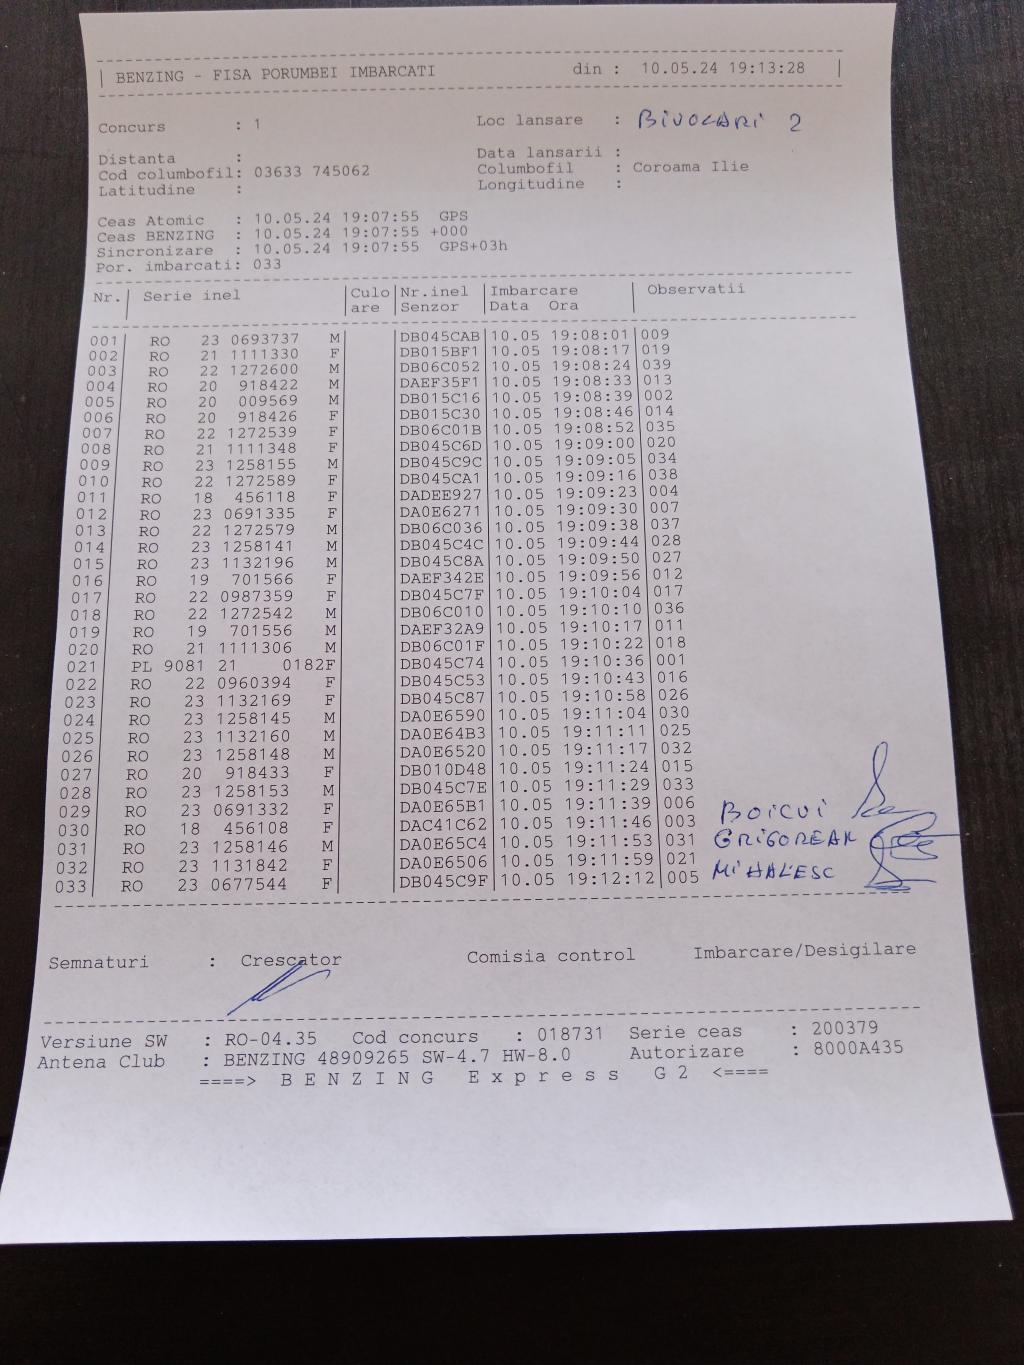 BENZING - FISA PORUMBEI IMBARCATI din : 10.05.24 19:13:28
Concurs : 1 Loc lansare : BIVOLARI 2
Distanta : Data lansarii :
Cod columbofil: 03633 745062 Columbofil : Coroama Ilie
Latitudine : Longitudine :
Ceas Atomic : 10.05.24 19:07:55 GPS
Ceas BENZING : 10.05.24 19:07:55 +000
Sincronizare : 10.05.24 19:07:55 GPS+03h
Por. imbarcati: 033
Nr. Serie inel Culo Nr.inel Imbarcare Observatii
are Senzor Data Ora
001 RO 23 0693737 M DB045CAB 10.05 19:08:01 009
002 RO 21 1111330 F DB015BF1 10.05 19:08:17 019
003 RO 22 1272600 M DB06C052 10.05 19:08:24 039
004 RO 20 918422 M DAEF35F1 10.05 19:08:33 013
005 RO 20 009569 M DB015C16 10.05 19:08:39 002
006 RO 20 918426 F DB015C30 10.05 19:08:46 014
007 RO 22 1272539 F DB06C01B 10.05 19:08:52 035
008 RO 21 1111348 F DB045C6D 10.05 19:09:00 020
009 RO 23 1258155 M DB045C9C 10.05 19:09:05 034
010 RO 22 1272589 F DB045CA1 10.05 19:09:16 038
011 RO 18 456118 F DADEE927 10.05 19:09:23 004
012 RO 23 0691335 F DA0E6271 10.05 19:09:30 007
013 RO 22 1272579 M DB06C036 10.05 19:09:38 037
014 RO 23 1258141 M DB045C4C 10.05 19:09:44 028
015 RO 23 1132196 M DB045C8A 10.05 19:09:50 027
016 RO 19 701566 F DAEF342E 10.05 19:09:56 012
017 RO 22 0987359 F DB045C7F 10.05 19:10:04 017
018 RO 22 1272542 M DB06C010 10.05 19:10:10 036
019 RO 19 701556 M DAEF32A9 10.05 19:10:17 011
020 RO 21 1111306 M DB06C01F 10.05 19:10:22 018
021 PL 9081 21 0182F DB045C74 10.05 19:10:36 001
022 RO 22 0960394 F DB045C53 10.05 19:10:43 016
023 RO 23 1132169 F DB045C87 10.05 19:10:58 026
024 RO 23 1258145 M DA0E6590 10.05 19:11:04 030
025 RO 23 1132160 M DA0E64B3 10.05 19:11:11 025
026 RO 23 1258148 M DA0E6520 10.05 19:11:17 032
027 RO 20 918433 F DB010D48 10.05 19:11:24 015
028 RO 23 1258153 M DB045C7E 10.05 19:11:29 033
029 RO 23 0691332 F DA0E65B1 10.05 19:11:39 006 BOICUI
030 RO 18 456108 F DAC41C62 10.05 19:11:46 003
031 RO 23 1258146 M DA0E65C4 10.05 19:11:53 031 GRIGOREAN
032 RO 23 1131842 F DA0E6506 10.05 19:11:59 021
033 RO 23 0677544 F DB045C9F 10.05 19:12:12 005 MIHALESC
Semnaturi : Crescator Comisia control Imbarcare/Desigilare
Versiune SW : RO-04.35 Cod concurs : 018731 Serie ceas : 200379
Antena Club : BENZING 48909265 SW-4.7 HW-8.0 Autorizare : 8000A435
====> B E N Z I N G E x p r e s s G 2 <====